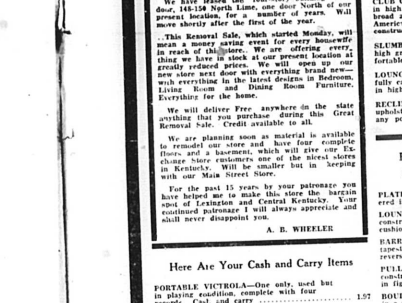 We have leased the
door, 148-150 North Lime, one door North of our
present location, for a number of years. Will
move shortly after the first of the year.
..This Removal Sale, which started Monday, will
mean a money saving event for every housewife
in reach of this store. We are offering every
thing we have in stock at our present location at
greatly reduced prices. We will open up our
new store next door with everything brand new—
with everything in the latest designs in Bedroom,
Living Room and Dining Room Furniture,
Everything for the home.
We will deliver Free anywhere in the state
anything that you purchase during this Great
Removal Sale. Credit available to all.
We are planning soon as material is available
to remodel our store and have four complete
floors and a basement, which will give our Ex-
change Store customers one of the nicest stores
in Kentucky. Will be smaller but in keeping
with our Main Street Store.
For the past 15 years by your patronage you
have helped me to make this store the bargain
spot of Lexington and Central Kentucky. Your
continued patronage I will always appreciate and
shall never disappoint you.
A. B. WHEELER
Here Are Your Cash and Carry Items
PORTABLE VICTROLA—One only, used but
in playing condition, complete with four
records. Cash and carry 1.97
CLUB
in high
broad
Americ
constru
SLUMB
high g
fortabl
LOUNG
fully c
in high
RECLI
uphols
any po
PLATF
ered i
LOUN
constr
cushio
BARR
tapest
revers
PULL
constr
in fig